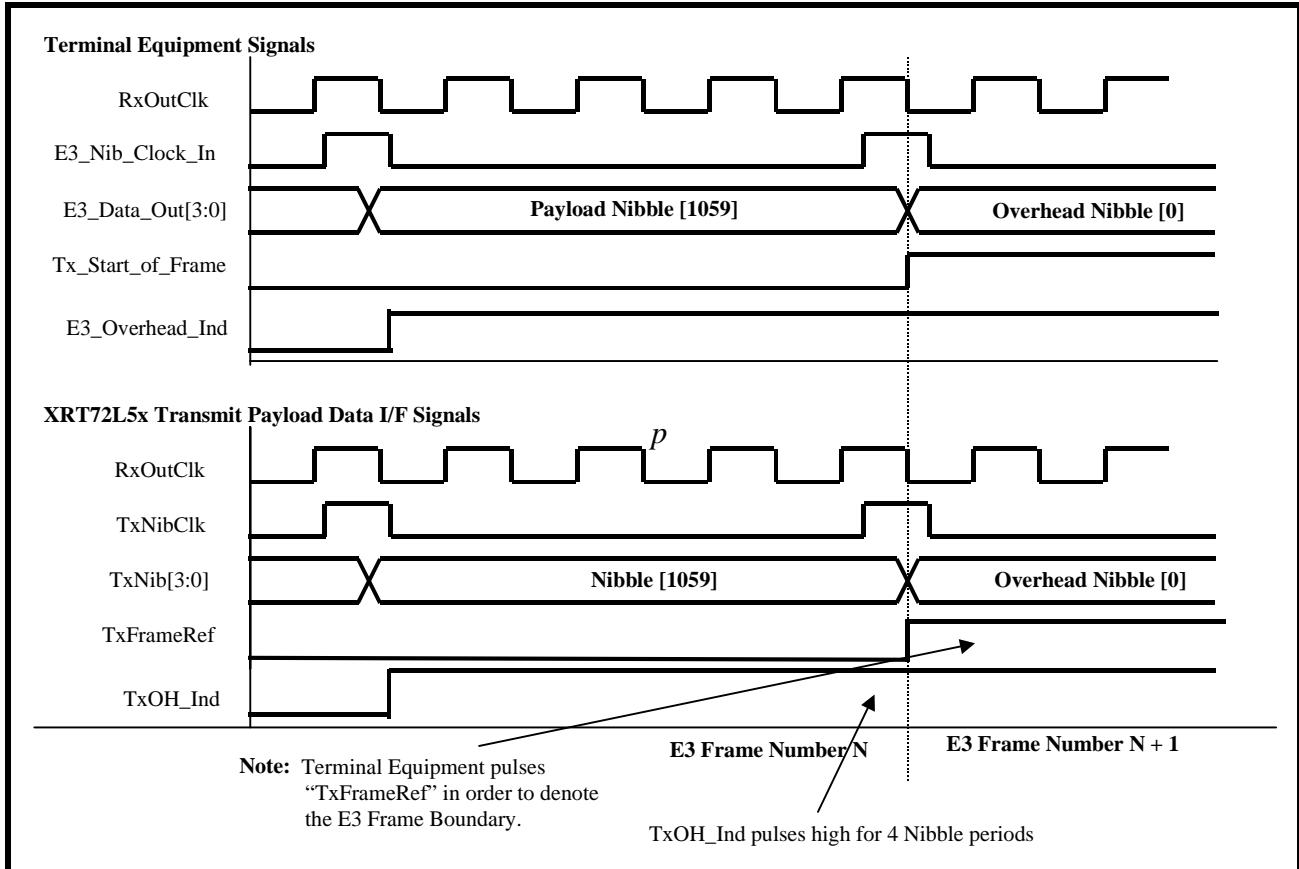 Terminal Equipment Signals
RxOutClk
E3_Nib_Clock_In
E3_Data_Out[3:0]
Payload Nibble [1059]
Overhead Nibble [0]
Tx_Start_of_Frame
E3_Overhead_Ind
XRT72L5x Transmit Payload Data I/F Signals
p
RxOutClk
TxNibClk
TxNib[3:0]
Nibble [1059]
Overhead Nibble [0]
TxFrameRef
TxOH_Ind
E3 Frame Number N
E3 Frame Number N + 1
Note: Terminal Equipment pulses
“TxFrameRef” in order to denote
the E3 Frame Boundary.
TxOH_Ind pulses high for 4 Nibble periods